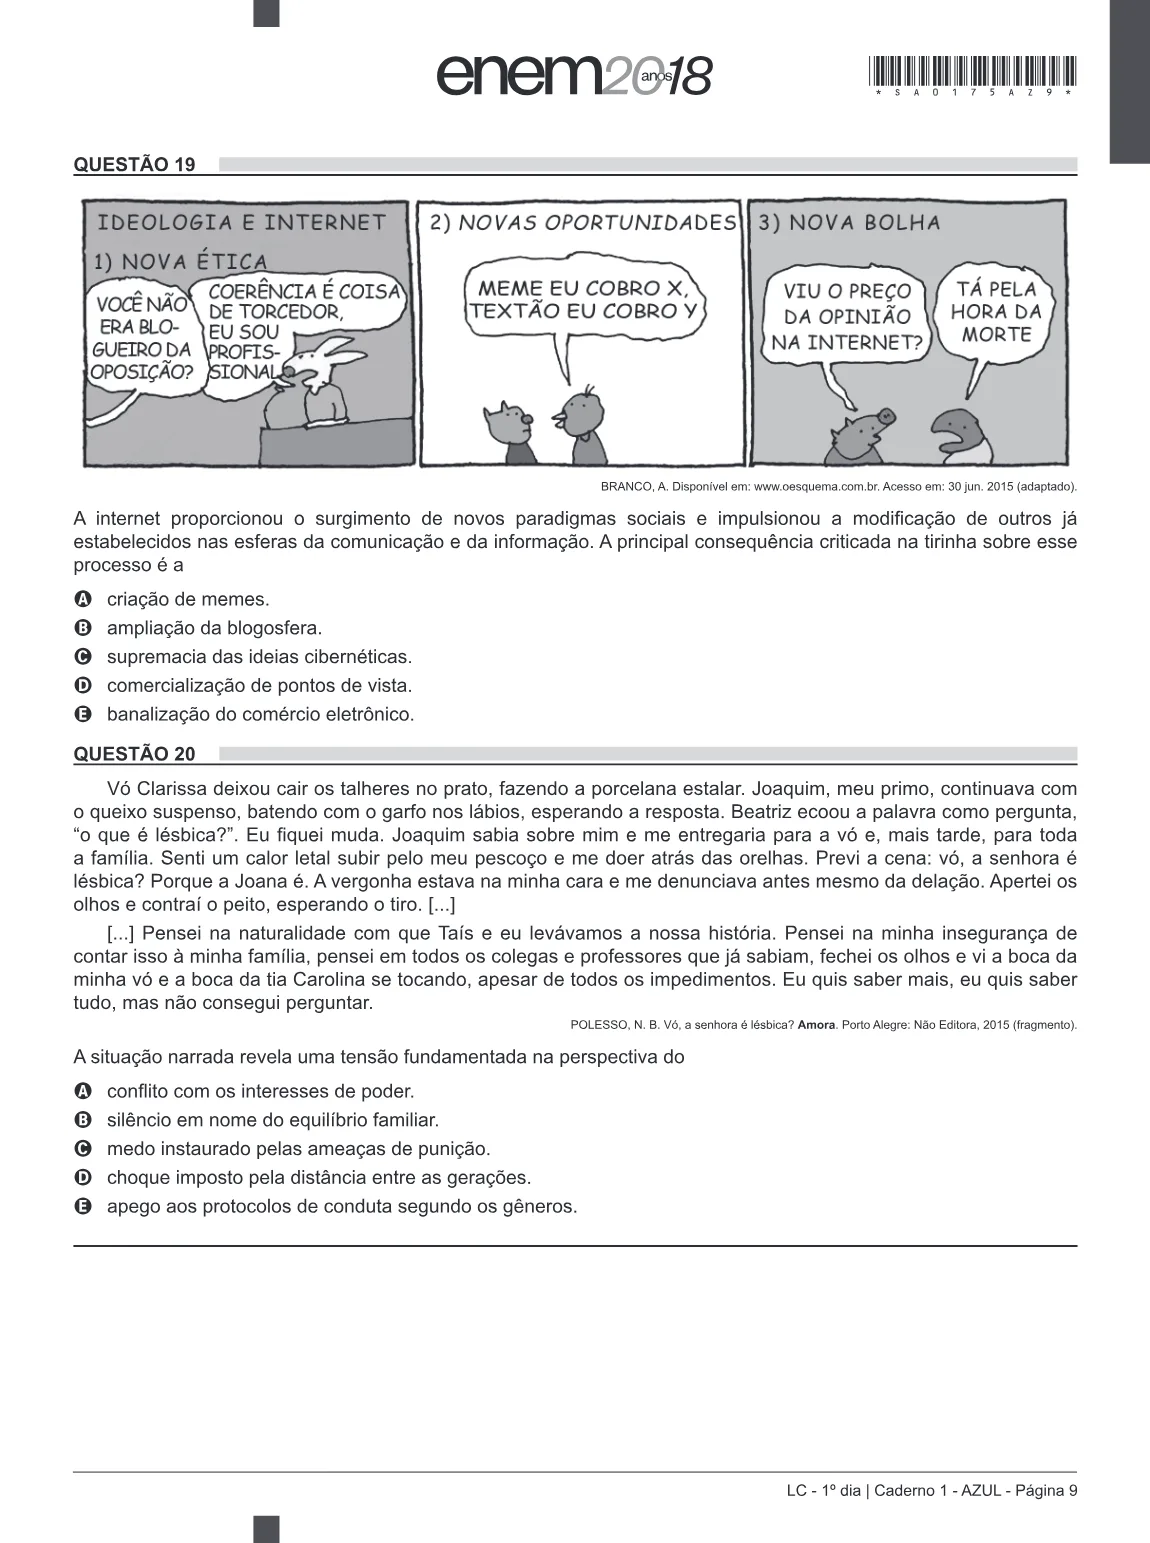 enem20anos18
* S A 0 1 7 5 A Z 9 *
QUESTÃO 19
IDEOLOGIA E INTERNET
1) NOVA ÉTICA
VOCÊ NÃO
ERA BLO-
GUEIRO DA
OPOSIÇÃO?
COERÊNCIA É COISA
DE TORCEDOR,
EU SOU
PROFIS-
SIONAL
2) NOVAS OPORTUNIDADES
MEME EU COBRO X,
TEXTÃO EU COBRO Y
3) NOVA BOLHA
VIU O PREÇO
DA OPINIÃO
NA INTERNET?
TÁ PELA
HORA DA
MORTE
BRANCO, A. Disponível em: www.oesquema.com.br. Acesso em: 30 jun. 2015 (adaptado).
A internet proporcionou o surgimento de novos paradigmas sociais e impulsionou a modificação de outros já
estabelecidos nas esferas da comunicação e da informação. A principal consequência criticada na tirinha sobre esse
processo é a
A criação de memes.
B ampliação da blogosfera.
C supremacia das ideias cibernéticas.
D comercialização de pontos de vista.
E banalização do comércio eletrônico.
QUESTÃO 20
Vó Clarissa deixou cair os talheres no prato, fazendo a porcelana estalar. Joaquim, meu primo, continuava com
o queixo suspenso, batendo com o garfo nos lábios, esperando a resposta. Beatriz ecoou a palavra como pergunta,
“o que é lésbica?”. Eu fiquei muda. Joaquim sabia sobre mim e me entregaria para a vó e, mais tarde, para toda
a família. Senti um calor letal subir pelo meu pescoço e me doer atrás das orelhas. Previ a cena: vó, a senhora é
lésbica? Porque a Joana é. A vergonha estava na minha cara e me denunciava antes mesmo da delação. Apertei os
olhos e contraí o peito, esperando o tiro. [...]
[...] Pensei na naturalidade com que Taís e eu levávamos a nossa história. Pensei na minha insegurança de
contar isso à minha família, pensei em todos os colegas e professores que já sabiam, fechei os olhos e vi a boca da
minha vó e a boca da tia Carolina se tocando, apesar de todos os impedimentos. Eu quis saber mais, eu quis saber
tudo, mas não consegui perguntar.
POLESSO, N. B. Vó, a senhora é lésbica? Amora. Porto Alegre: Não Editora, 2015 (fragmento).
A situação narrada revela uma tensão fundamentada na perspectiva do
A conflito com os interesses de poder.
B silêncio em nome do equilíbrio familiar.
C medo instaurado pelas ameaças de punição.
D choque imposto pela distância entre as gerações.
E apego aos protocolos de conduta segundo os gêneros.
LC - 1º dia | Caderno 1 - AZUL - Página 9